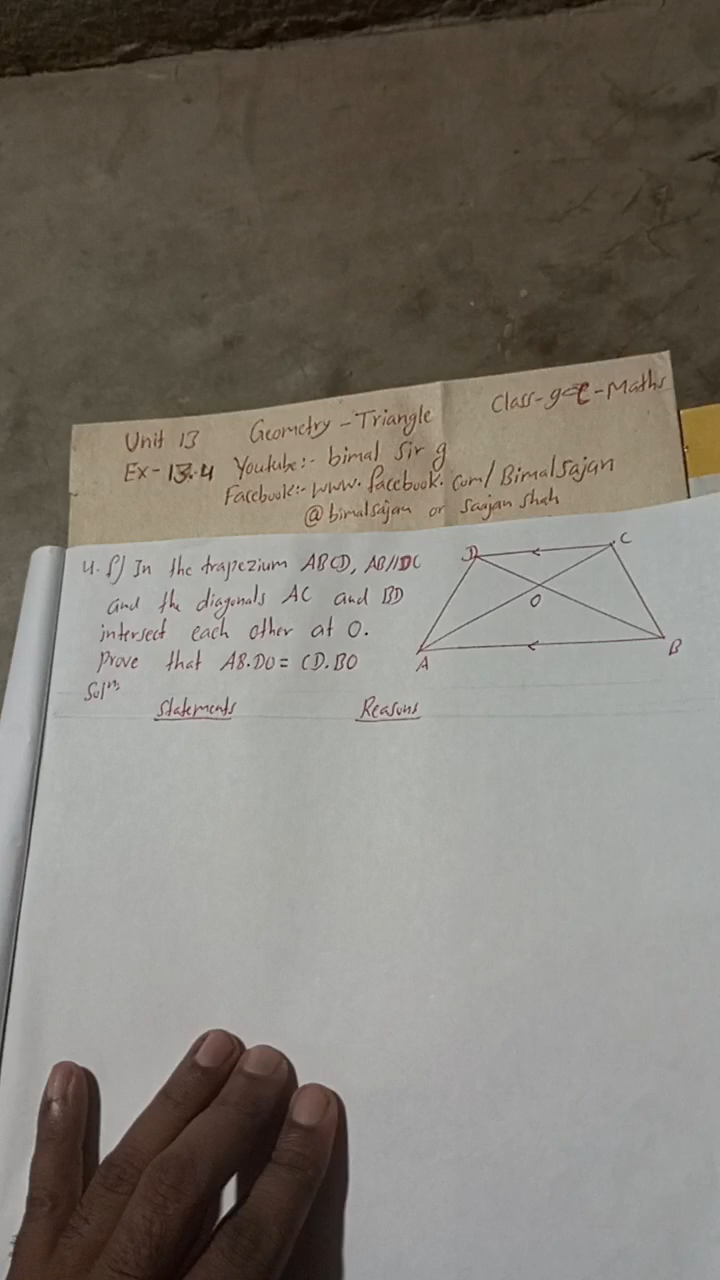 Unit 13 Geometry - Triangle Class-9 Maths
Ex-13.4 Youtube:- bimal sir g
Facebook:- www.facebook.com/Bimalsajan
@bimalsajan or Saajan Shah
4. f) In the trapezium ABCD, AB//DC
and the diagonals AC and BD
intersect each other at O.
Prove that AB.DO = CD.BO
Solⁿ:
Statements Reasons
D C
O
A B